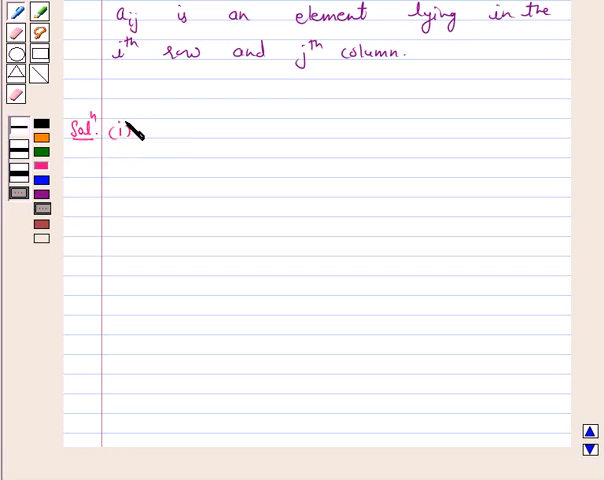 aij is an element lying in the
ith row and jth column.
Solⁿ. (i)